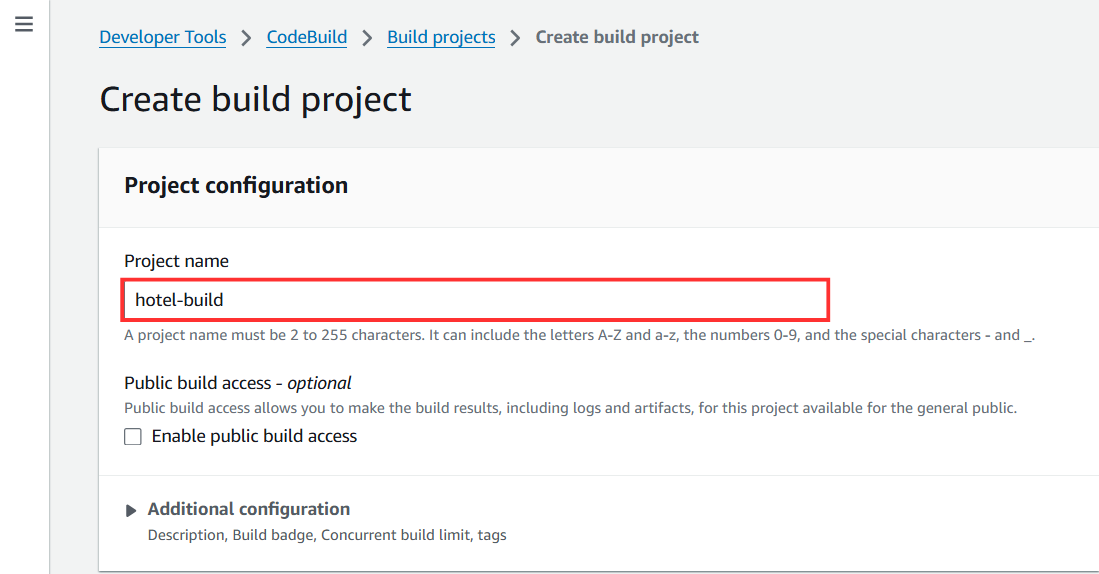 Developer Tools > CodeBuild > Build projects > Create build project
Create build project
Project configuration
Project name
hotel-build
A project name must be 2 to 255 characters. It can include the letters A-Z and a-z, the numbers 0-9, and the special characters - and _.
Public build access - optional
Public build access allows you to make the build results, including logs and artifacts, for this project available for the general public.
Enable public build access
Additional configuration
Description, Build badge, Concurrent build limit, tags